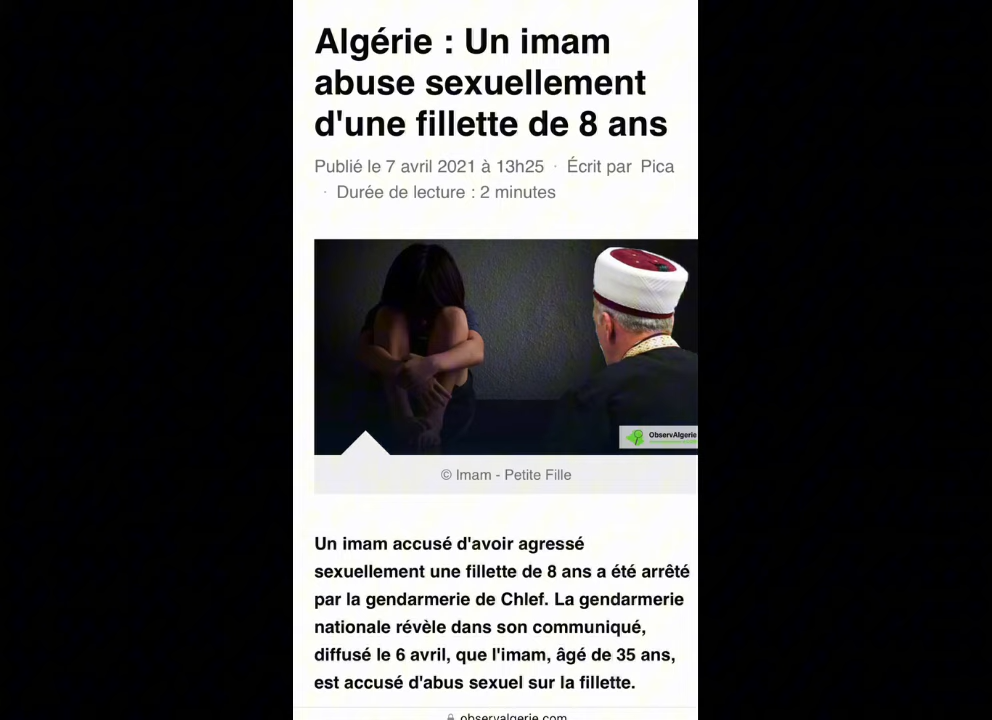 Algérie : Un imam
abuse sexuellement
d'une fillette de 8 ans
Publié le 7 avril 2021 à 13h25 · Écrit par Pica
· Durée de lecture : 2 minutes
ObservAlgerie
© Imam - Petite Fille
Un imam accusé d'avoir agressé
sexuellement une fillette de 8 ans a été arrêté
par la gendarmerie de Chlef. La gendarmerie
nationale révèle dans son communiqué,
diffusé le 6 avril, que l'imam, âgé de 35 ans,
est accusé d'abus sexuel sur la fillette.
observalgerie.com